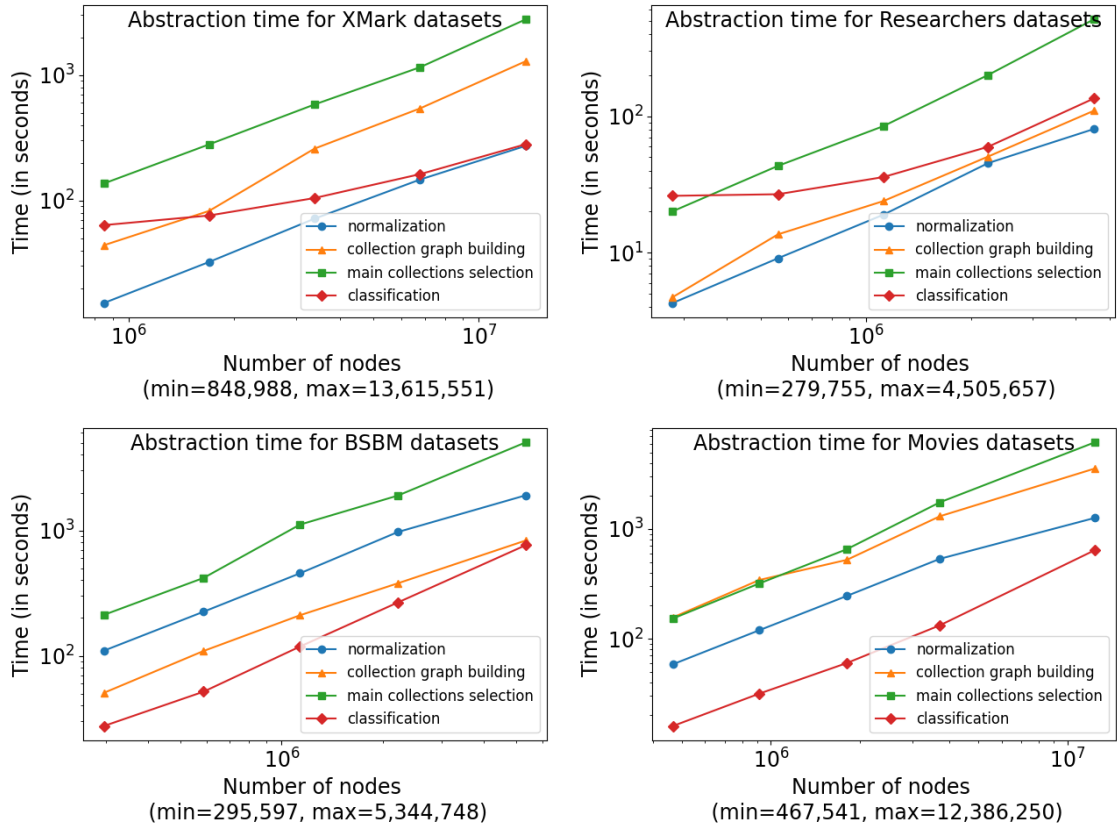 Abstraction time for XMark datasets
Time (in seconds)
10³
10²
normalization
collection graph building
main collections selection
classification
10⁶
10⁷
Number of nodes
(min=848,988, max=13,615,551)
Abstraction time for Researchers datasets
Time (in seconds)
10²
10¹
normalization
collection graph building
main collections selection
classification
10⁶
Number of nodes
(min=279,755, max=4,505,657)
Abstraction time for BSBM datasets
Time (in seconds)
10³
10²
normalization
collection graph building
main collections selection
classification
10⁶
Number of nodes
(min=295,597, max=5,344,748)
Abstraction time for Movies datasets
Time (in seconds)
10³
10²
normalization
collection graph building
main collections selection
classification
10⁶
10⁷
Number of nodes
(min=467,541, max=12,386,250)